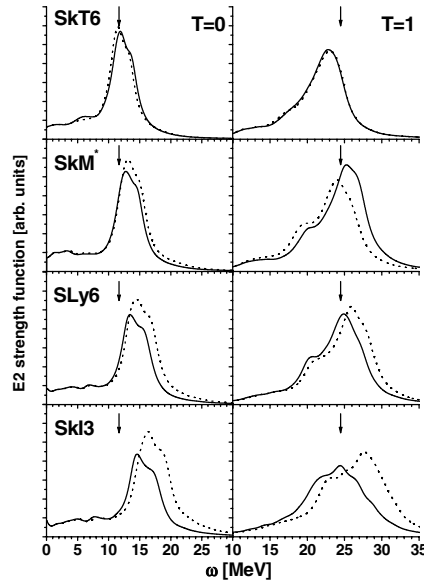 SkT6 T=0 T=1
SkM*
SLy6
SkI3
E2 strength function [arb. units]
0 5 10 15 20 25 10 15 20 25 30 35
ω [MeV]